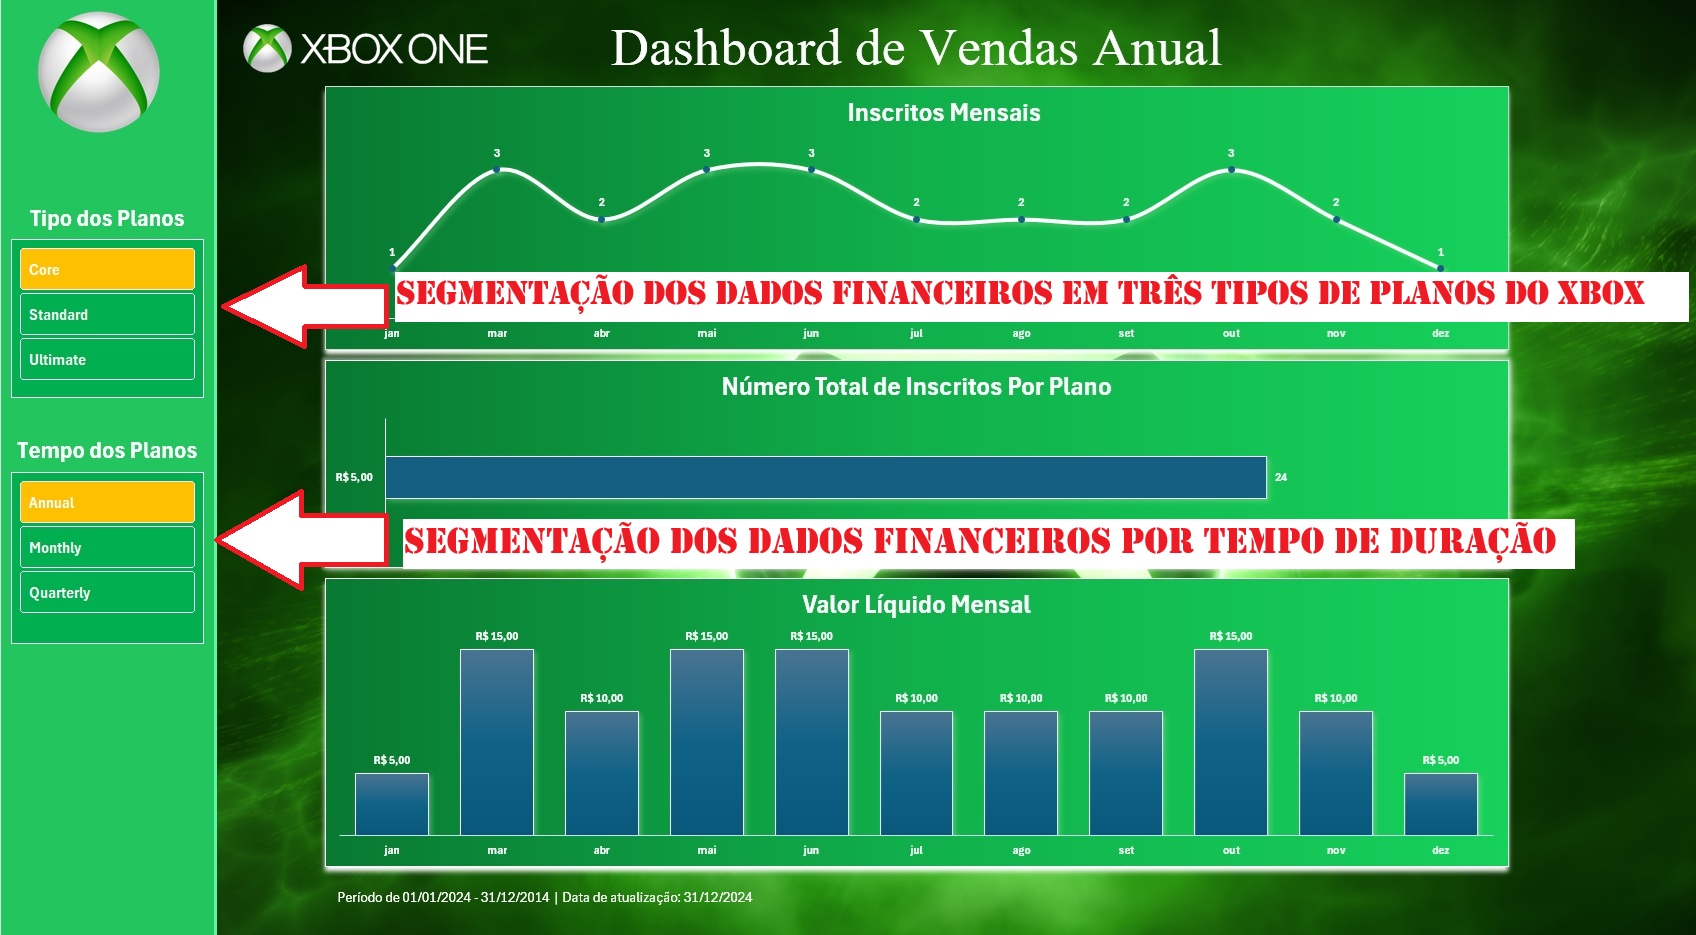 XBOX ONE
Dashboard de Vendas Anual
Tipo dos Planos
Core
Standard
Ultimate
Tempo dos Planos
Annual
Monthly
Quarterly
Inscritos Mensais
1
3
2
3
3
2
2
2
3
2
1
SEGMENTAÇÃO DOS DADOS FINANCEIROS EM TRÊS TIPOS DE PLANOS DO XBOX
jan mar abr mai jun jul ago set out nov dez
Número Total de Inscritos Por Plano
R$ 5,00
24
SEGMENTAÇÃO DOS DADOS FINANCEIROS POR TEMPO DE DURAÇÃO
Valor Líquido Mensal
R$ 5,00
R$ 15,00
R$ 10,00
R$ 15,00
R$ 15,00
R$ 10,00
R$ 10,00
R$ 10,00
R$ 15,00
R$ 10,00
R$ 5,00
jan mar abr mai jun jul ago set out nov dez
Período de 01/01/2024 - 31/12/2014 | Data de atualização: 31/12/2024